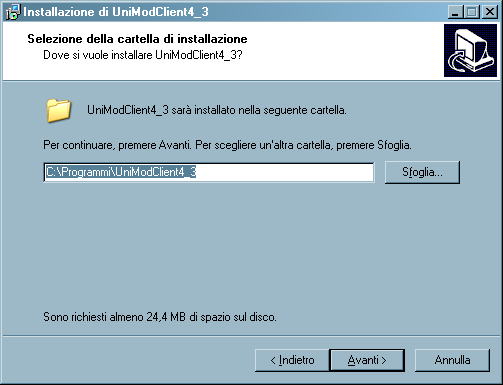 Installazione di UniModClient4_3
Selezione della cartella di installazione
Dove si vuole installare UniModClient4_3?
UniModClient4_3 sarà installato nella seguente cartella.
Per continuare, premere Avanti. Per scegliere un'altra cartella, premere Sfoglia.
C:\Programmi\UniModClient4_3
Sfoglia...
Sono richiesti almeno 24,4 MB di spazio sul disco.
< Indietro
Avanti >
Annulla